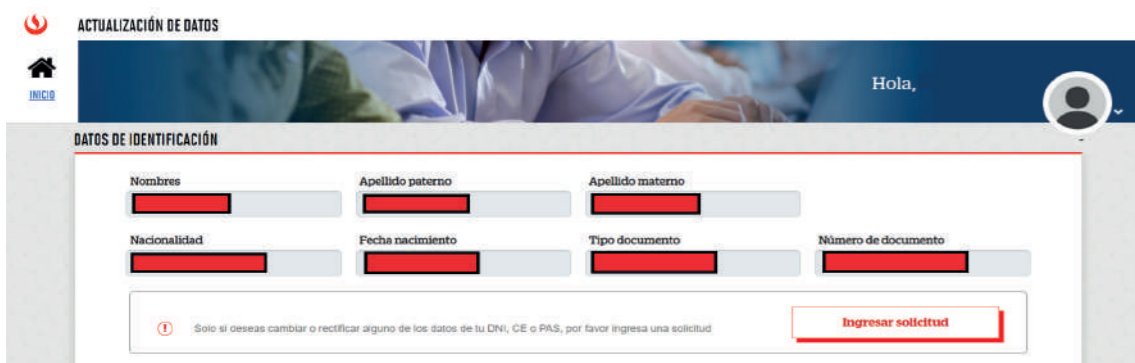 ACTUALIZACIÓN DE DATOS
INICIO
Hola,
DATOS DE IDENTIFICACIÓN
Nombres Apellido paterno Apellido materno
Nacionalidad Fecha nacimiento Tipo documento Número de documento
Solo si deseas cambiar o rectificar alguno de los datos de tu DNI, CE o PAS, por favor ingresa una solicitud
Ingresar solicitud